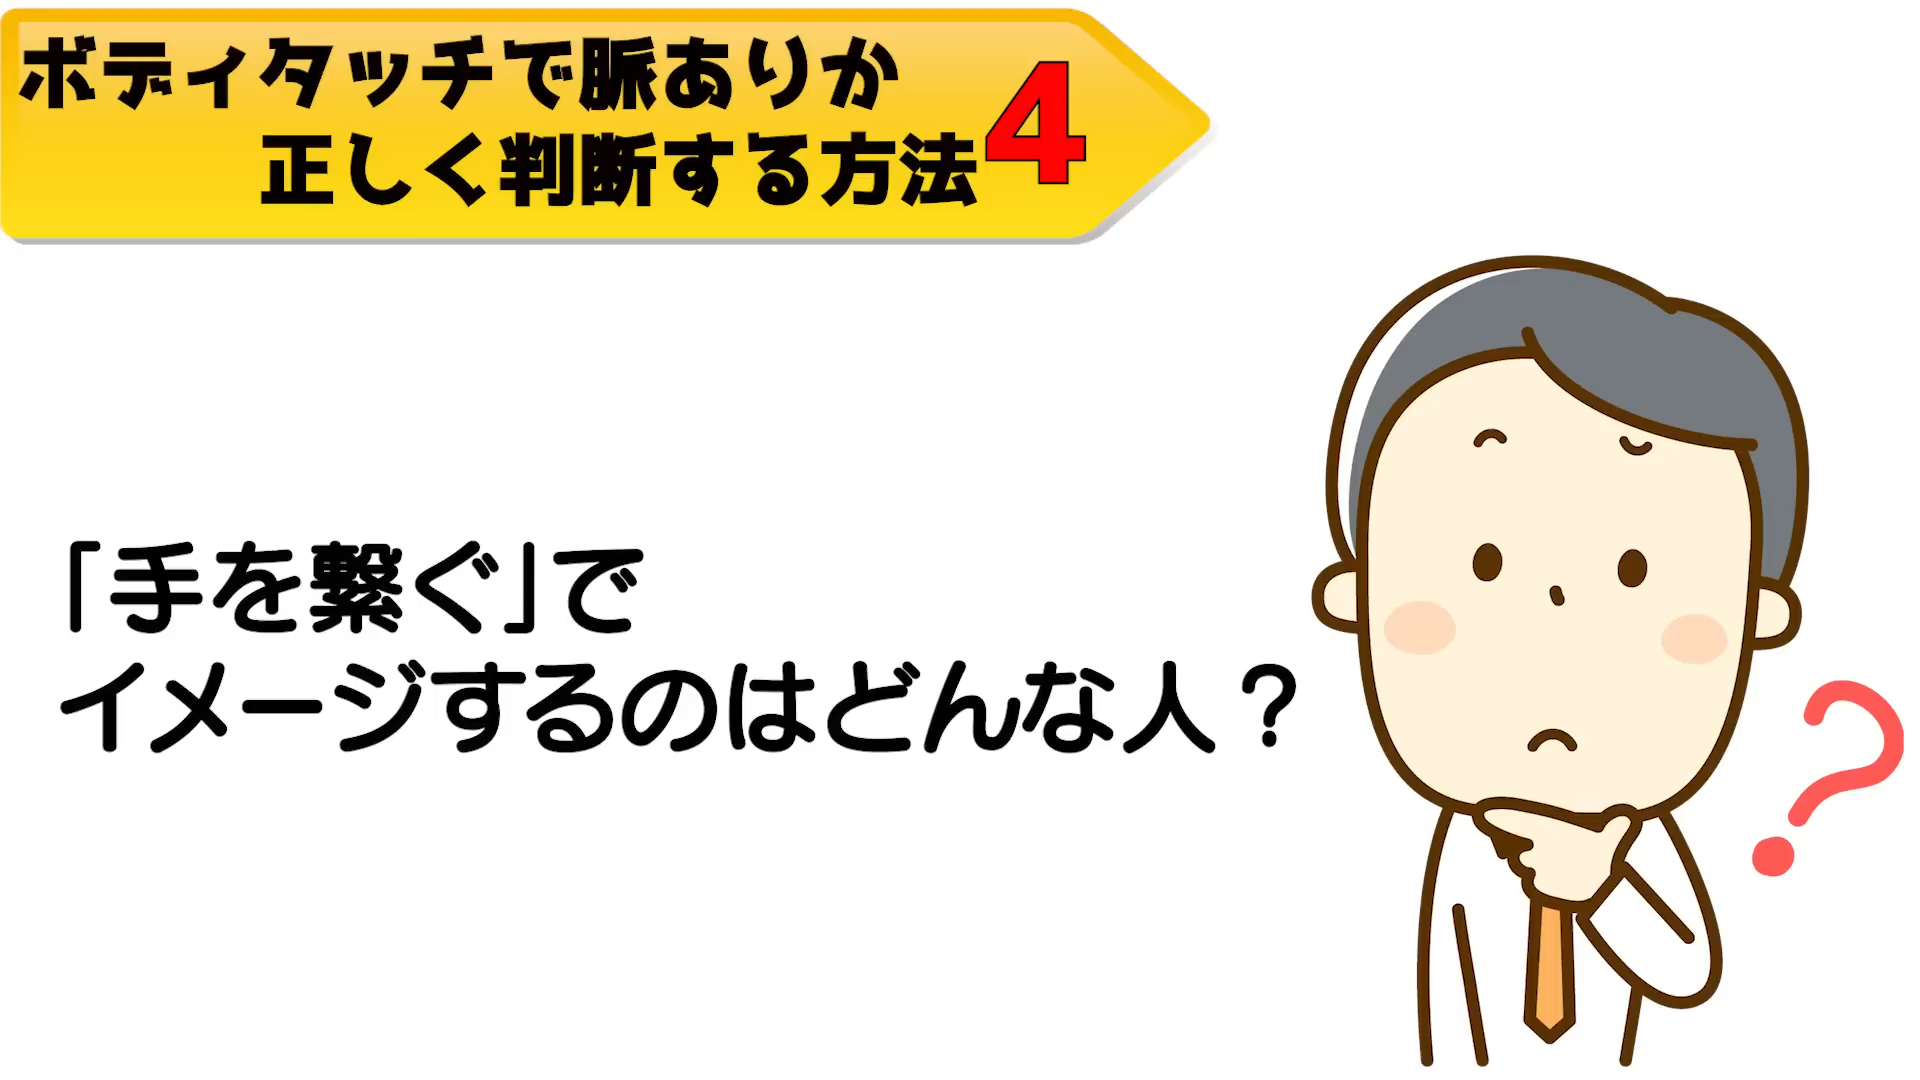 ボディタッチで脈ありか
正しく判断する方法4
「手を繋ぐ」で
イメージするのはどんな人？
?